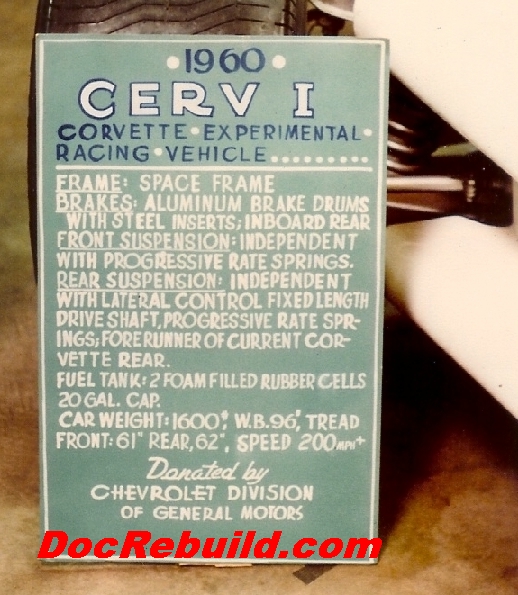 •1960•
CERV I
CORVETTE•EXPERIMENTAL•
RACING•VEHICLE..........
FRAME: SPACE FRAME
BRAKES: ALUMINUM BRAKE DRUMS
WITH STEEL INSERTS; INBOARD REAR
FRONT SUSPENSION: INDEPENDENT
WITH PROGRESSIVE RATE SPRINGS.
REAR SUSPENSION: INDEPENDENT
WITH LATERAL CONTROL FIXED LENGTH
DRIVE SHAFT, PROGRESSIVE RATE SPR-
INGS; FORERUNNER OF CURRENT COR-
VETTE REAR.
FUEL TANK: 2 FOAM FILLED RUBBER CELLS
20 GAL. CAP.
CAR WEIGHT: 1600#, W.B. 96", TREAD
FRONT: 61" REAR, 62", SPEED 200 MPH+
Donated by
CHEVROLET DIVISION
OF GENERAL MOTORS
DocRebuild.com